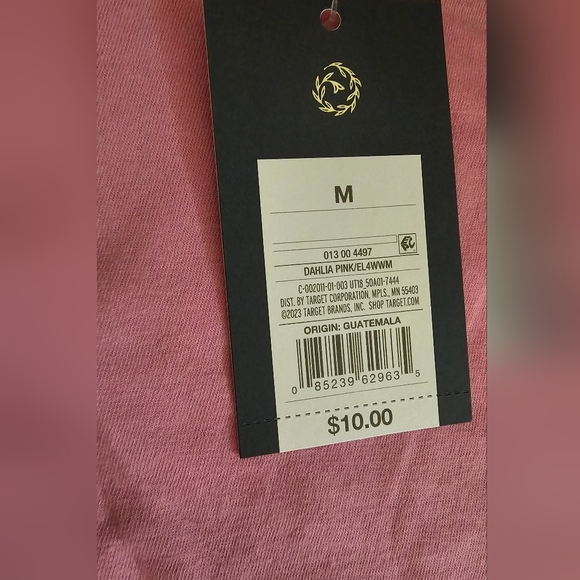 M
013 00 4497
DAHLIA PINK/EL4WWM
C-002011-01-003 UT18_50A01-7444
DIST. BY TARGET CORPORATION, MPLS., MN 55403
©2023 TARGET BRANDS, INC. SHOP TARGET.COM
ORIGIN: GUATEMALA
0 85239 62963 5
$10.00